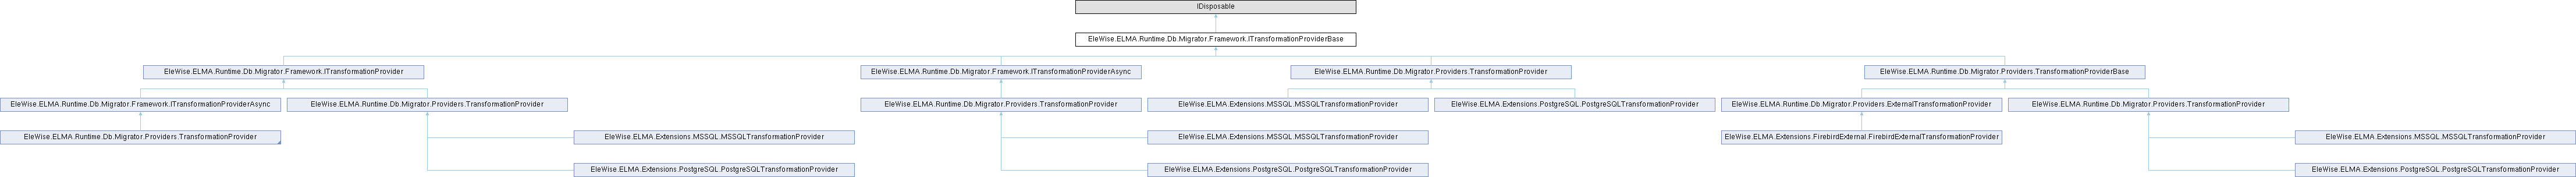 IDisposable
EleWise.ELMA.Runtime.Db.Migrator.Framework.ITransformationProviderBase
EleWise.ELMA.Runtime.Db.Migrator.Framework.ITransformationProvider
EleWise.ELMA.Runtime.Db.Migrator.Framework.ITransformationProviderAsync
EleWise.ELMA.Runtime.Db.Migrator.Providers.TransformationProvider
EleWise.ELMA.Runtime.Db.Migrator.Providers.TransformationProviderBase
EleWise.ELMA.Runtime.Db.Migrator.Framework.ITransformationProviderAsync
EleWise.ELMA.Runtime.Db.Migrator.Providers.TransformationProvider
EleWise.ELMA.Runtime.Db.Migrator.Providers.TransformationProvider
EleWise.ELMA.Extensions.MSSQL.MSSQLTransformationProvider
EleWise.ELMA.Extensions.PostgreSQL.PostgreSQLTransformationProvider
EleWise.ELMA.Runtime.Db.Migrator.Providers.ExternalTransformationProvider
EleWise.ELMA.Runtime.Db.Migrator.Providers.TransformationProvider
EleWise.ELMA.Runtime.Db.Migrator.Providers.TransformationProvider
EleWise.ELMA.Extensions.MSSQL.MSSQLTransformationProvider
EleWise.ELMA.Extensions.MSSQL.MSSQLTransformationProvider
EleWise.ELMA.Extensions.FirebirdExternal.FirebirdExternalTransformationProvider
EleWise.ELMA.Extensions.MSSQL.MSSQLTransformationProvider
EleWise.ELMA.Extensions.PostgreSQL.PostgreSQLTransformationProvider
EleWise.ELMA.Extensions.PostgreSQL.PostgreSQLTransformationProvider
EleWise.ELMA.Extensions.PostgreSQL.PostgreSQLTransformationProvider